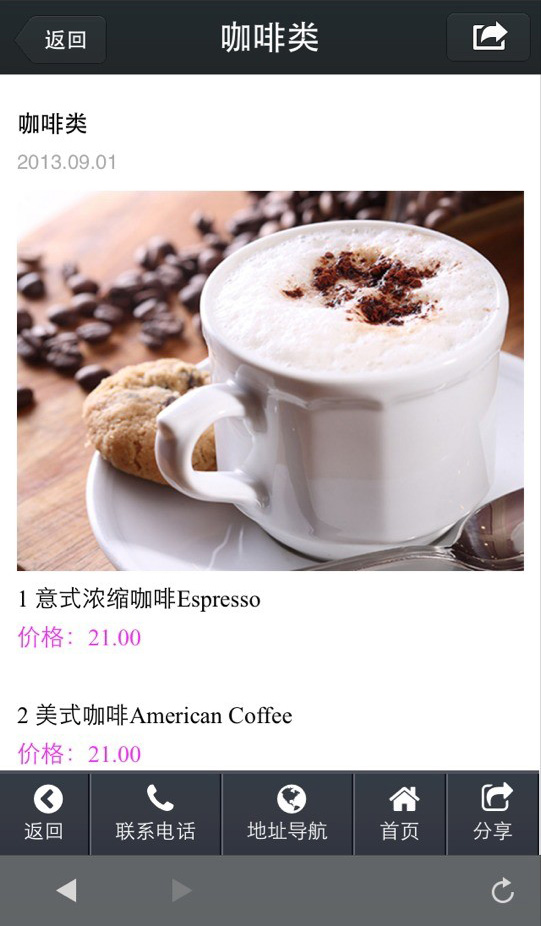 返回
咖啡类
咖啡类
2013.09.01
1 意式浓缩咖啡Espresso
价格：21.00
2 美式咖啡American Coffee
价格：21.00
返回
联系电话
地址导航
首页
分享